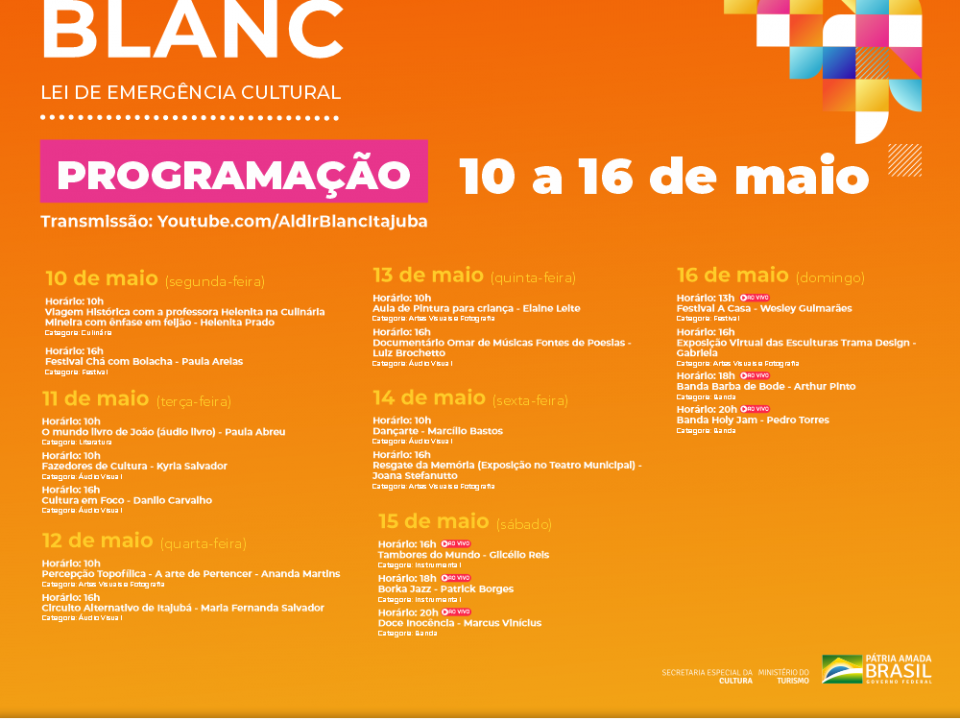 BLANC
LEI DE EMERGÊNCIA CULTURAL
PROGRAMAÇÃO
10 a 16 de maio
Transmissão: Youtube.com/AldirBlancItajuba
10 de maio (segunda-feira)
Horário: 10h
Viagem Histórica com a professora Helenita na Culinária
Mineira com ênfase em feijão - Helenita Prado
Categoria: Culinária
Horário: 16h
Festival Chá com Bolacha - Paula Arelas
Categoria: Festival
11 de maio (terça-feira)
Horário: 10h
O mundo livro de João (áudio livro) - Paula Abreu
Categoria: Literatura
Horário: 10h
Fazedores de Cultura - Kyria Salvador
Categoria: Áudio Visual
Horário: 16h
Cultura em Foco - Danilo Carvalho
Categoria: Áudio Visual
12 de maio (quarta-feira)
Horário: 10h
Percepção Topofílica - A arte de Pertencer - Ananda Martins
Categoria: Artes Visuais e Fotografia
Horário: 16h
Circuito Alternativo de Itajubá - Maria Fernanda Salvador
Categoria: Áudio Visual
13 de maio (quinta-feira)
Horário: 10h
Aula de Pintura para criança - Elaine Leite
Categoria: Artes Visuais e Fotografia
Horário: 16h
Documentário Omar de Músicas Fontes de Poesias -
Luiz Brochetto
Categoria: Áudio Visual
14 de maio (sexta-feira)
Horário: 10h
Dançarte - Marcílio Bastos
Categoria: Áudio Visual
Horário: 16h
Resgate da Memória (Exposição no Teatro Municipal) -
Joana Stefanutto
Categoria: Artes Visuais e Fotografia
15 de maio (sábado)
Horário: 16h AO VIVO
Tambores do Mundo - Gilcélio Reis
Categoria: Instrumental
Horário: 18h AO VIVO
Borka Jazz - Patrick Borges
Categoria: Instrumental
Horário: 20h AO VIVO
Doce Inocência - Marcus Vinícius
Categoria: Banda
16 de maio (domingo)
Horário: 13h AO VIVO
Festival A Casa - Wesley Guimarães
Categoria: Festival
Horário: 16h
Exposição Virtual das Esculturas Trama Design -
Gabriela
Categoria: Artes Visuais e Fotografia
Horário: 18h AO VIVO
Banda Barba de Bode - Arthur Pinto
Categoria: Banda
Horário: 20h AO VIVO
Banda Holy Jam - Pedro Torres
Categoria: Banda
SECRETARIA ESPECIAL DA
CULTURA
MINISTÉRIO DO
TURISMO
PÁTRIA AMADA
BRASIL
GOVERNO FEDERAL